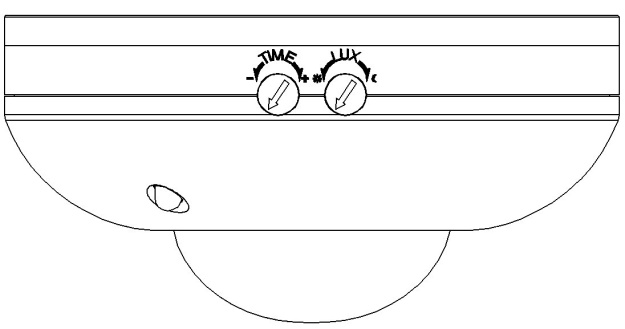 TIME LUX
- + ☀ ☾